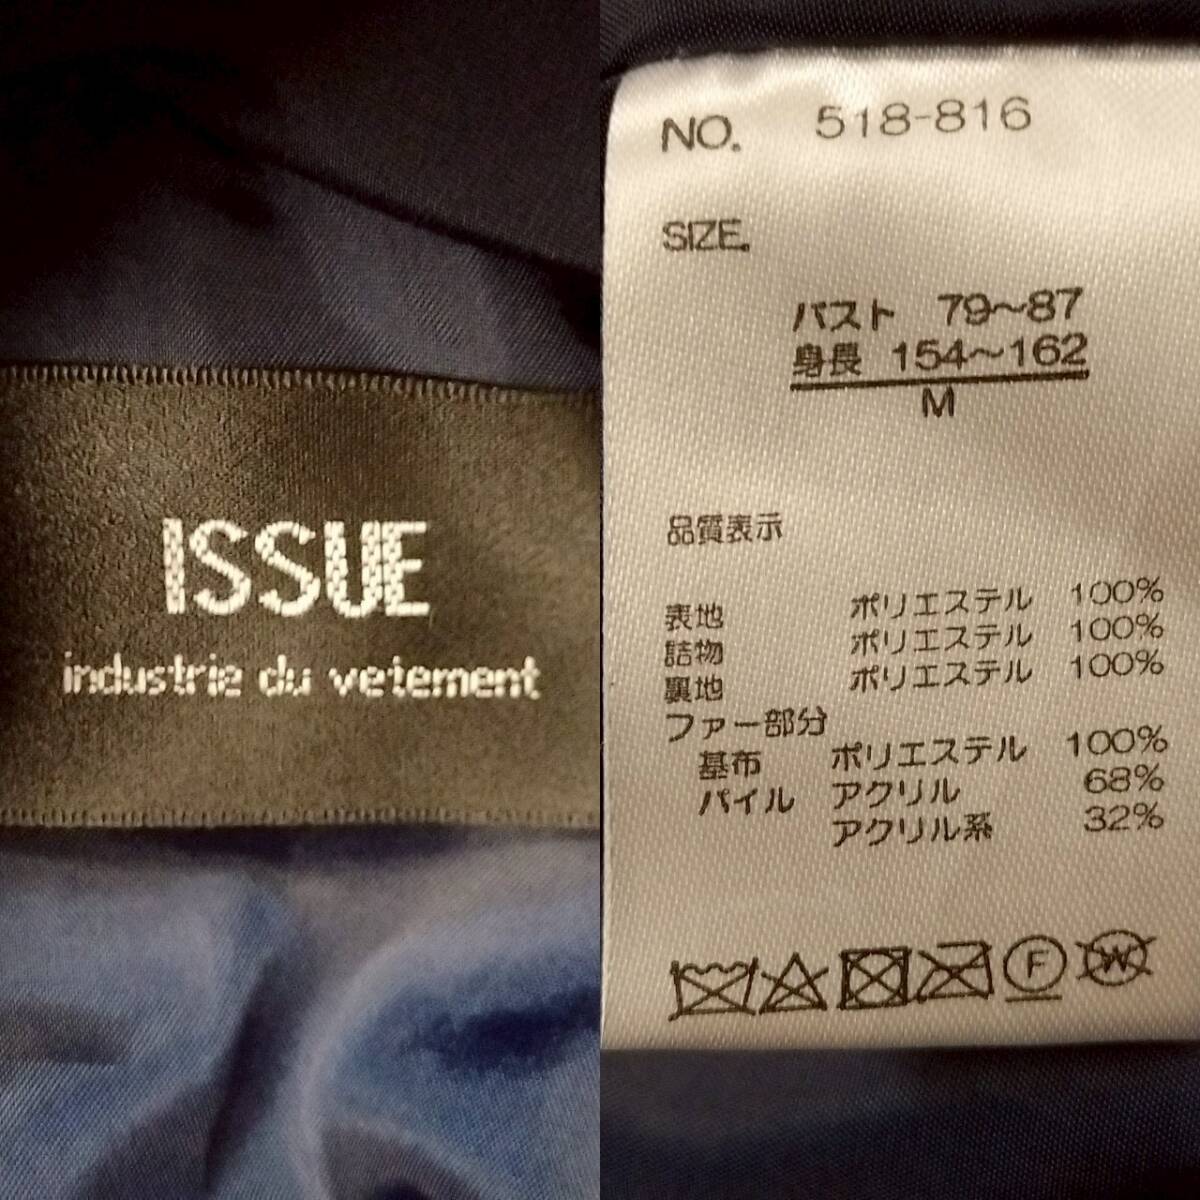 ISSUE
industrie du vetement
NO. 518-816
SIZE.
バスト 79~87
身長 154~162
M
品質表示
表地 ポリエステル 100%
詰物 ポリエステル 100%
裏地 ポリエステル 100%
ファー部分
基布 ポリエステル 100%
パイル アクリル 68%
アクリル系 32%
F W